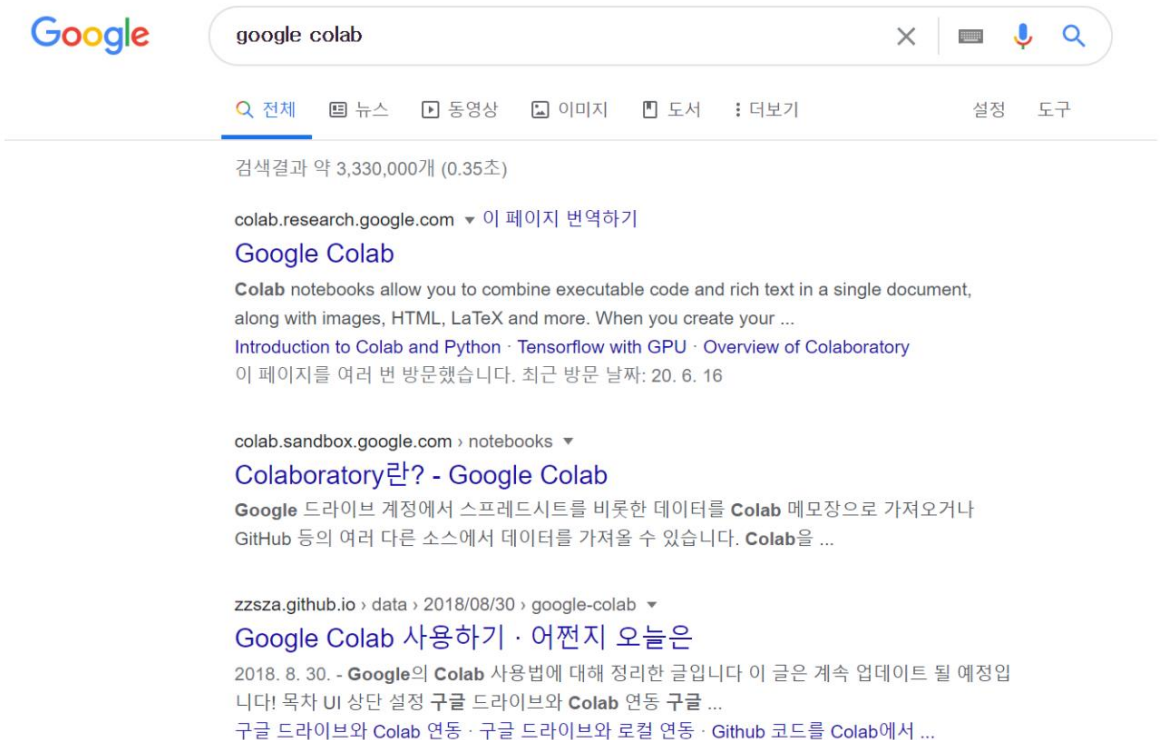 Google google colab
전체 뉴스 동영상 이미지 도서 더보기 설정 도구
검색결과 약 3,330,000개 (0.35초)
colab.research.google.com ▼ 이 페이지 번역하기
Google Colab
Colab notebooks allow you to combine executable code and rich text in a single document,
along with images, HTML, LaTeX and more. When you create your ...
Introduction to Colab and Python · Tensorflow with GPU · Overview of Colaboratory
이 페이지를 여러 번 방문했습니다. 최근 방문 날짜: 20. 6. 16
colab.sandbox.google.com › notebooks ▼
Colaboratory란? - Google Colab
Google 드라이브 계정에서 스프레드시트를 비롯한 데이터를 Colab 메모장으로 가져오거나
GitHub 등의 여러 다른 소스에서 데이터를 가져올 수 있습니다. Colab을 ...
zzsza.github.io › data › 2018/08/30 › google-colab ▼
Google Colab 사용하기 · 어쩐지 오늘은
2018. 8. 30. - Google의 Colab 사용법에 대해 정리한 글입니다 이 글은 계속 업데이트 될 예정입
니다! 목차 UI 상단 설정 구글 드라이브와 Colab 연동 구글 ...
구글 드라이브와 Colab 연동 · 구글 드라이브와 로컬 연동 · Github 코드를 Colab에서 ...